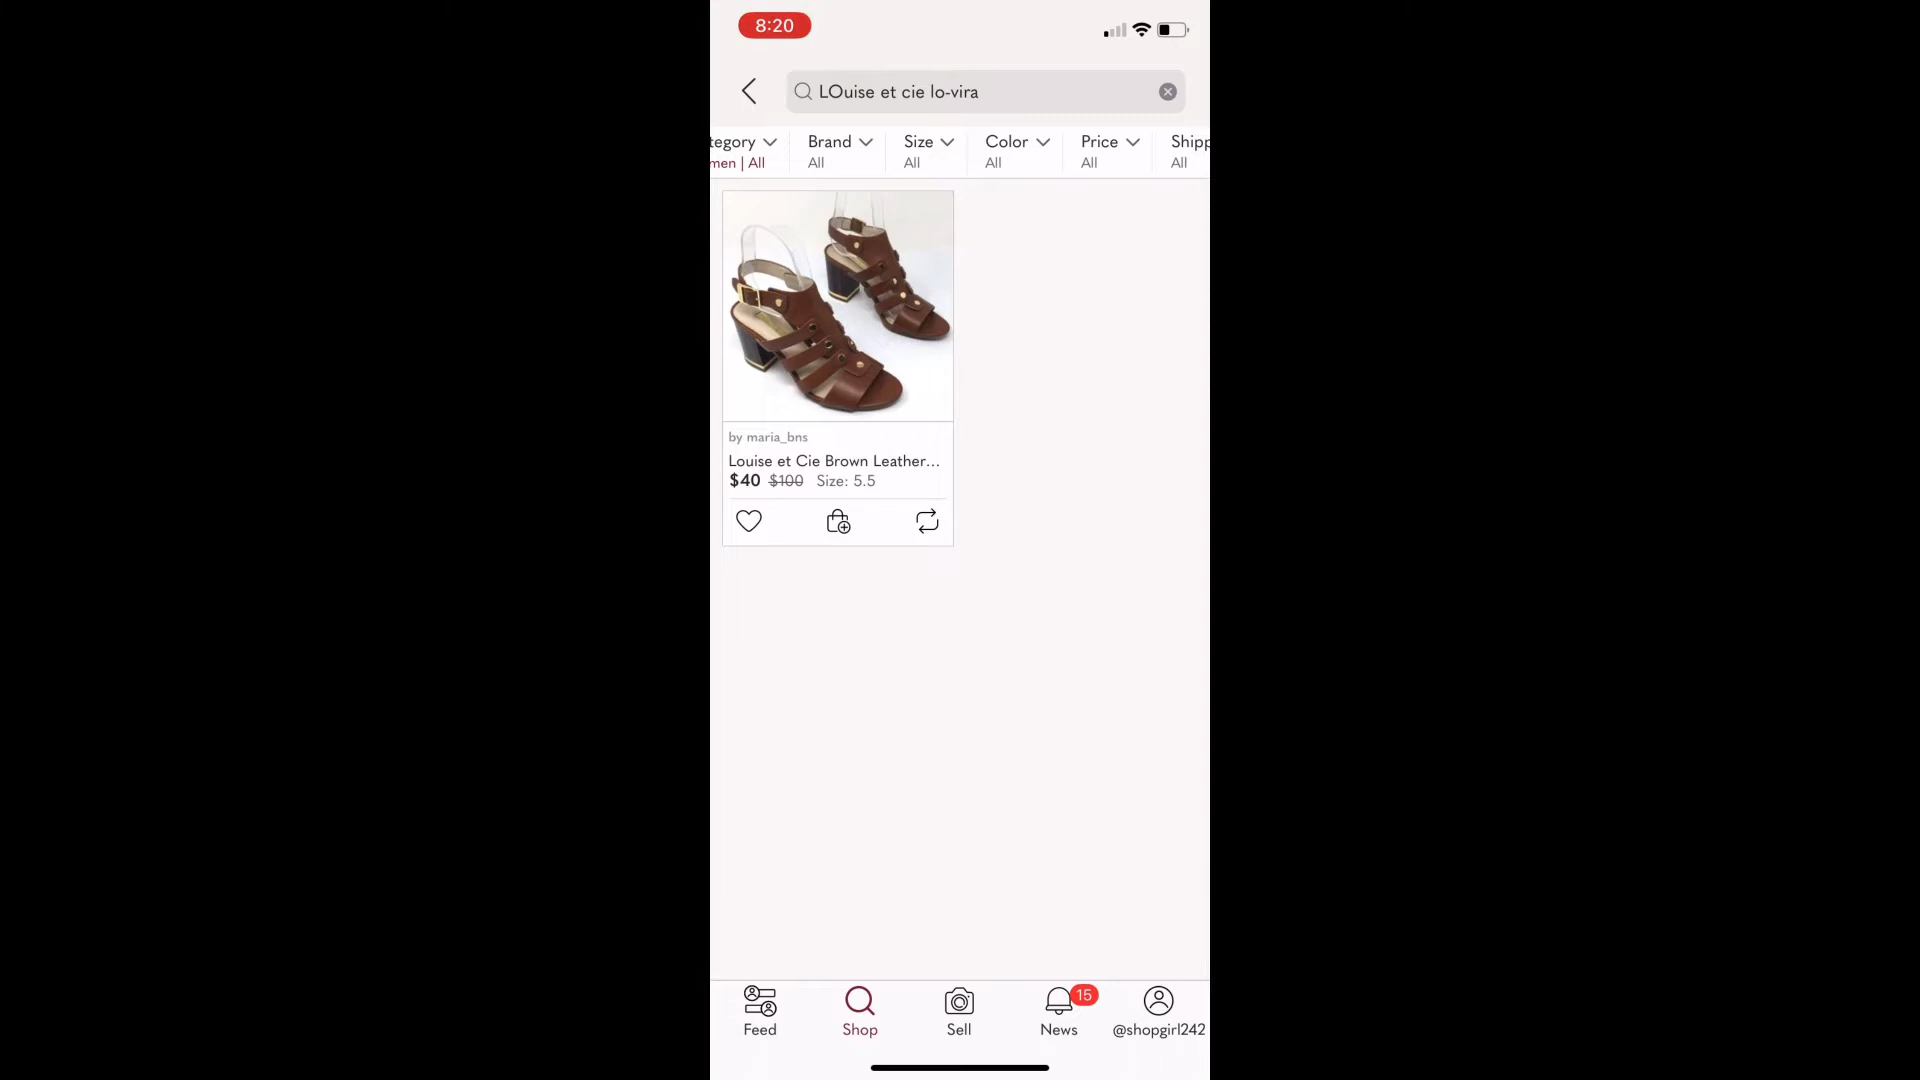 8:20
LOuise et cie lo-vira
tegory Brand Size Color Price Shipp
men | All All All All All All
by maria_bns
Louise et Cie Brown Leather...
$40 $100 Size: 5.5
15
Feed Shop Sell News @shopgirl242